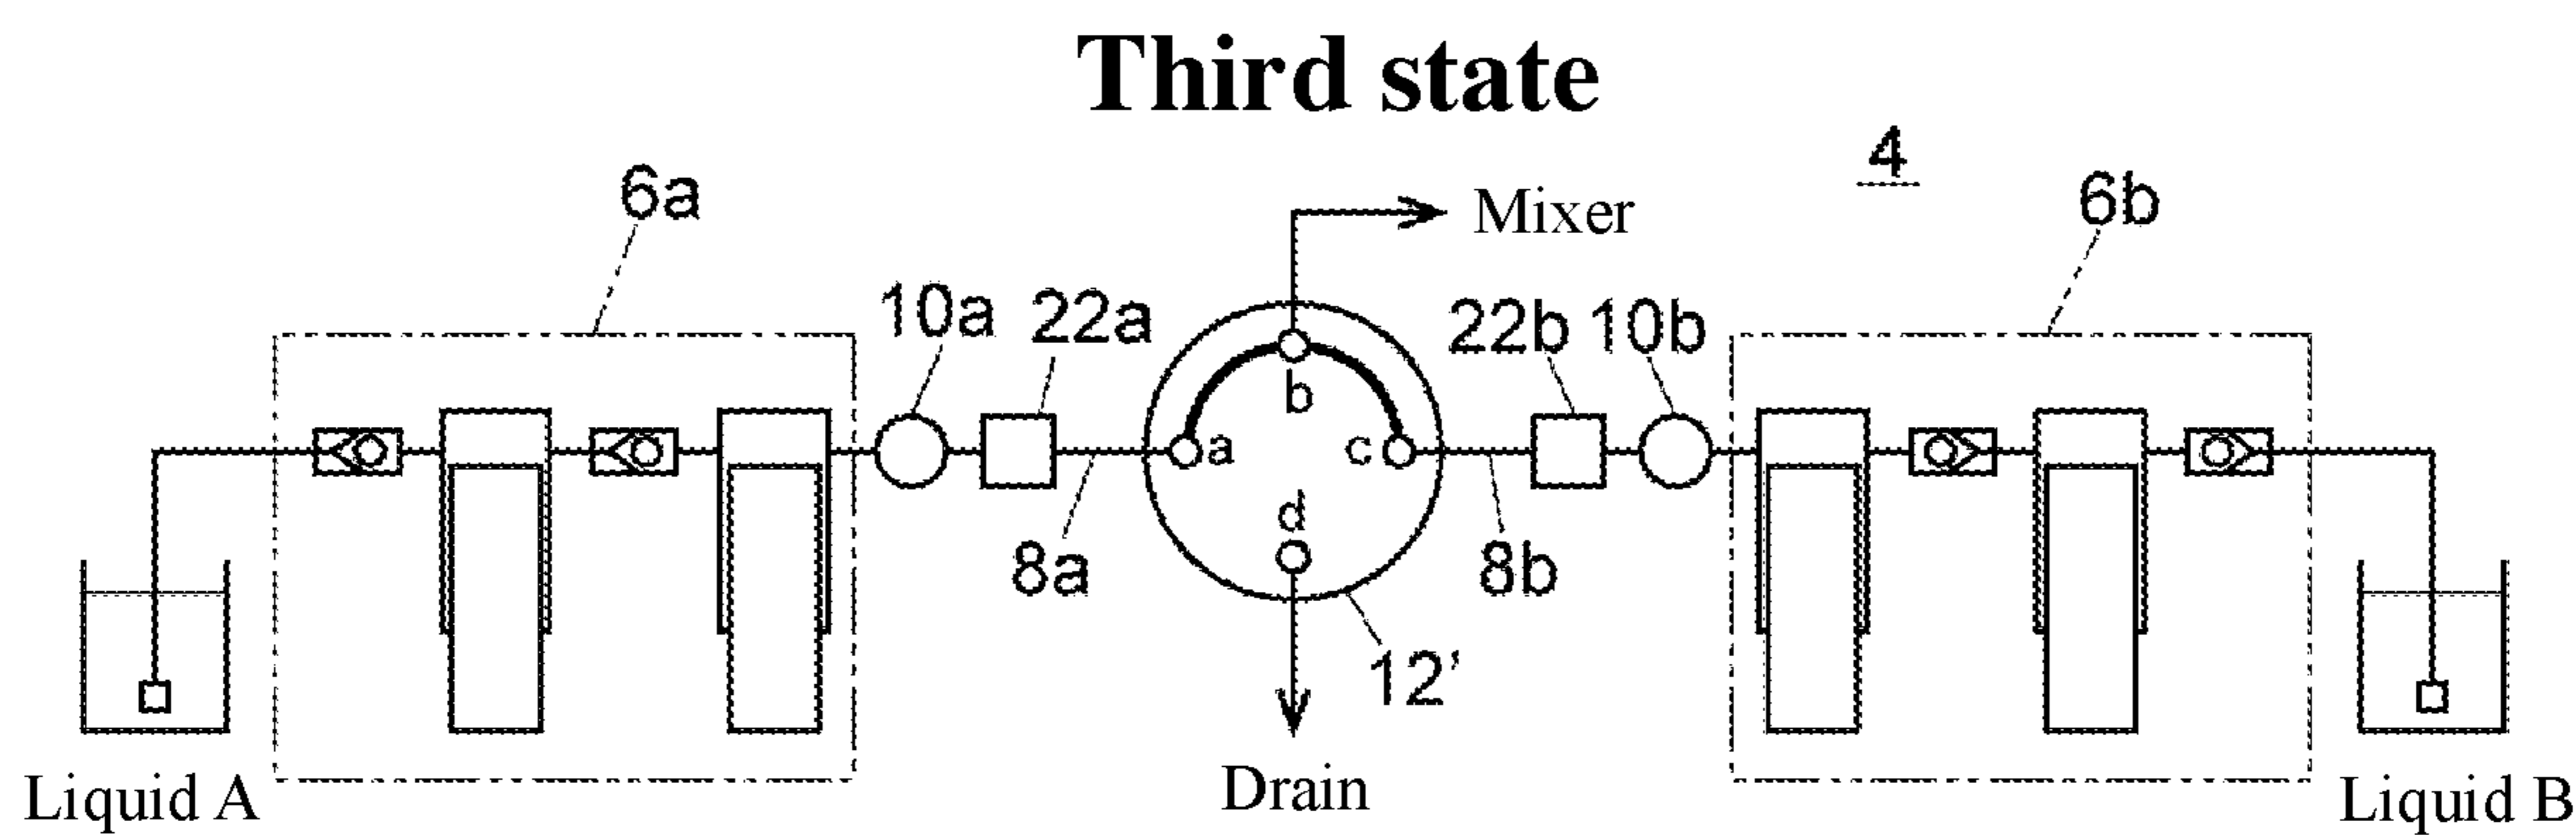 Third state
4
6a
Mixer
6b
10a
22a
22b
10b
b
a
c
d
8a
8b
12’
Drain
Liquid A
Liquid B